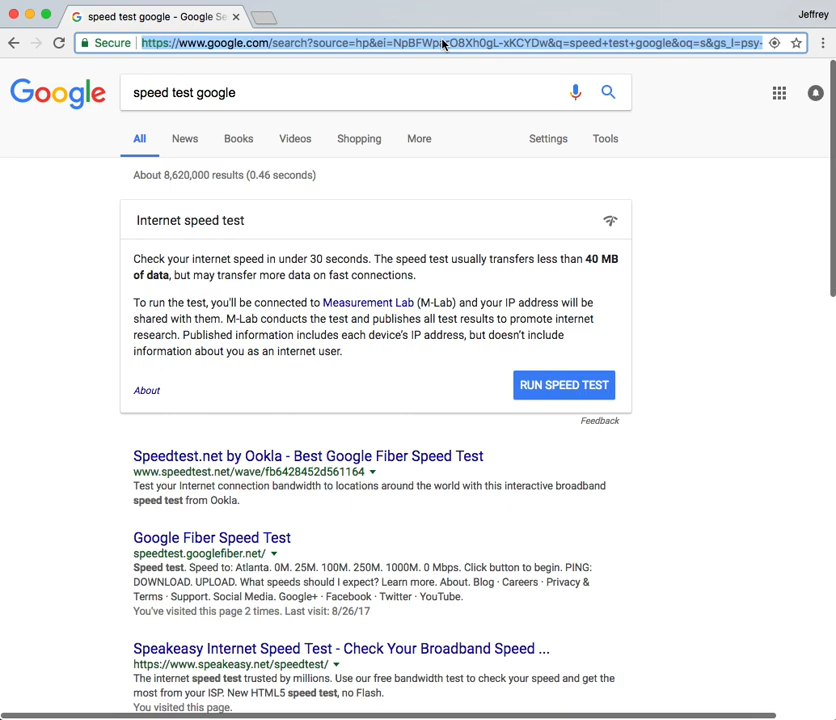 speed test google - Google Se
Jeffrey
Secure
https://www.google.com/search?source=hp&ei=NpBFWp O8Xh0gL-xKCYDw&q=speed+test+google&oq=s&gs_l=psy-
Google
speed test google
All News Books Videos Shopping More Settings Tools
About 8,620,000 results (0.46 seconds)
Internet speed test
Check your internet speed in under 30 seconds. The speed test usually transfers less than 40 MB
of data, but may transfer more data on fast connections.
To run the test, you'll be connected to Measurement Lab (M-Lab) and your IP address will be
shared with them. M-Lab conducts the test and publishes all test results to promote internet
research. Published information includes each device's IP address, but doesn't include
information about you as an internet user.
About
RUN SPEED TEST
Feedback
Speedtest.net by Ookla - Best Google Fiber Speed Test
www.speedtest.net/wave/fb6428452d561164
Test your Internet connection bandwidth to locations around the world with this interactive broadband
speed test from Ookla.
Google Fiber Speed Test
speedtest.googlefiber.net/
Speed test. Speed to: Atlanta. 0M. 25M. 100M. 250M. 1000M. 0 Mbps. Click button to begin. PING:
DOWNLOAD. UPLOAD. What speeds should I expect? Learn more. About. Blog · Careers · Privacy &
Terms · Support. Social Media. Google+ · Facebook · Twitter · YouTube.
You've visited this page 2 times. Last visit: 8/26/17
Speakeasy Internet Speed Test - Check Your Broadband Speed ...
https://www.speakeasy.net/speedtest/
The internet speed test trusted by millions. Use our free bandwidth test to check your speed and get the
most from your ISP. New HTML5 speed test, no Flash.
You visited this page.